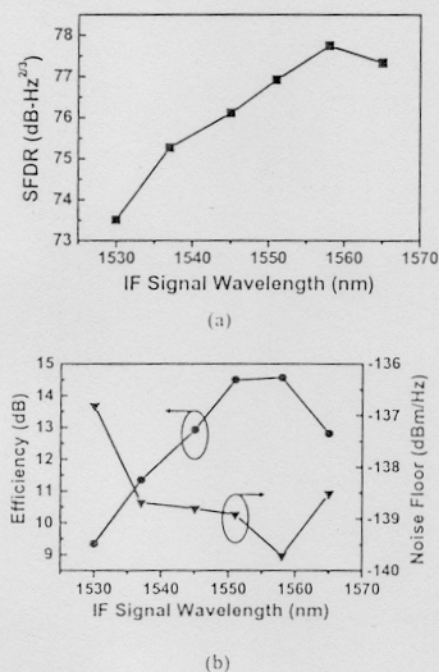 78
77
76
75
74
73
SFDR (dB-Hz^2/3)
1530 1540 1550 1560 1570
IF Signal Wavelength (nm)
(a)
15
14
13
12
11
10
9
Efficiency (dB)
-136
-137
-138
-139
-140
Noise Floor (dBm/Hz)
1530 1540 1550 1560 1570
IF Signal Wavelength (nm)
(b)